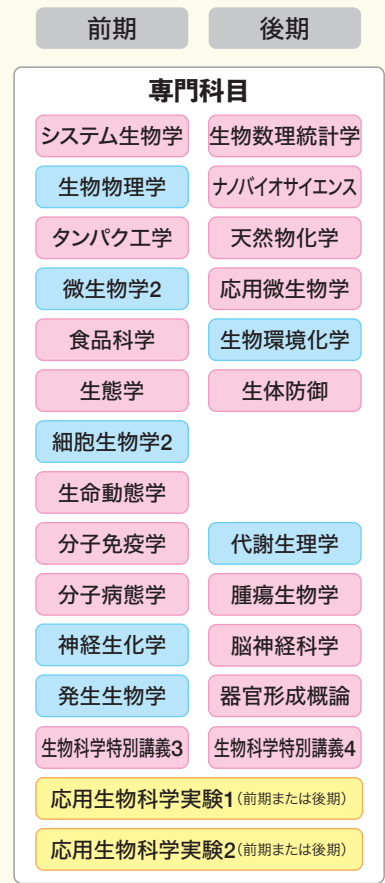 前期 後期
専門科目
システム生物学 生物数理統計学
生物物理学 ナノバイオサイエンス
タンパク工学 天然物化学
微生物学2 応用微生物学
食品科学 生物環境化学
生態学 生体防御
細胞生物学2
生命動態学
分子免疫学 代謝生理学
分子病態学 腫瘍生物学
神経生化学 脳神経科学
発生生物学 器官形成概論
生物科学特別講義3 生物科学特別講義4
応用生物科学実験1(前期または後期)
応用生物科学実験2(前期または後期)